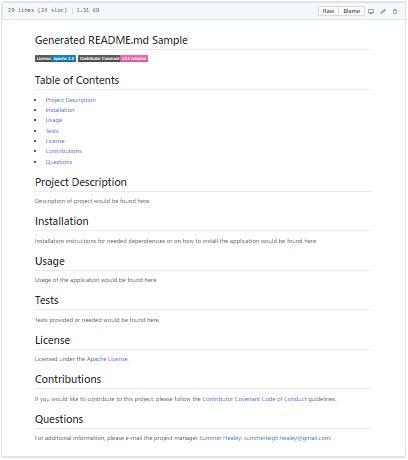 29 lines (24 sloc) | 1.31 KB
Raw Blame
Generated README.md Sample
License Apache 2.0 Contributor Covenant v2.0 adopted
Table of Contents
• Project Description
• Installation
• Usage
• Tests
• License
• Contributions
• Questions
Project Description
Description of project would be found here.
Installation
Installation instructions for needed dependences or on how to install the application would be found here.
Usage
Usage of the application would be found here.
Tests
Tests provided or needed would be found here.
License
Licensed under the Apache License.
Contributions
If you would like to contribute to this project, please follow the Contributor Covenant Code of Conduct guidelines.
Questions
For additional information, please e-mail the project manager Summer Healey: summerleigh.healey@gmail.com.